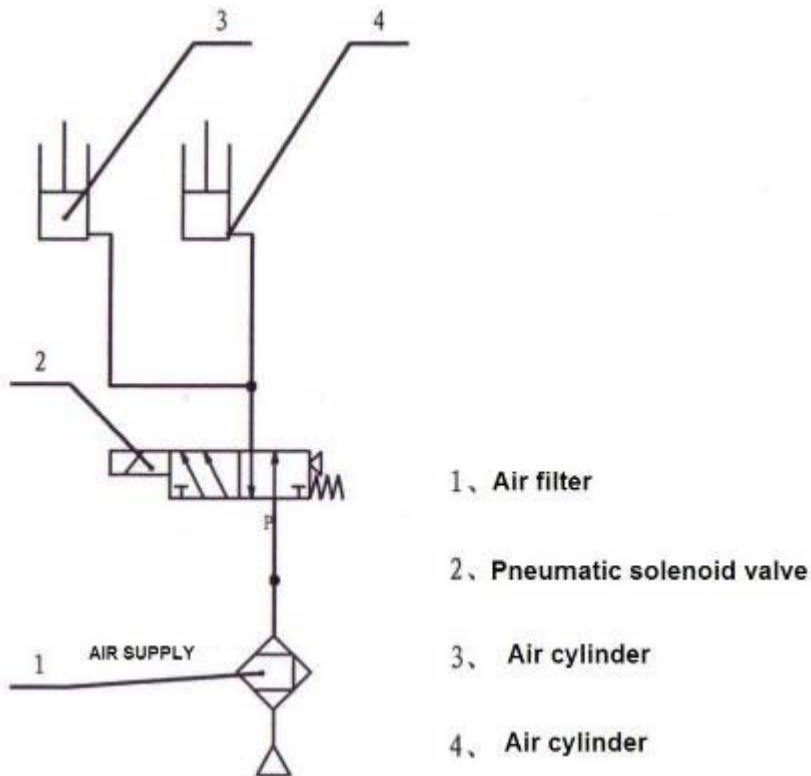 3
4
2
P
1、 Air filter
2、 Pneumatic solenoid valve
1 AIR SUPPLY
3、 Air cylinder
4、 Air cylinder